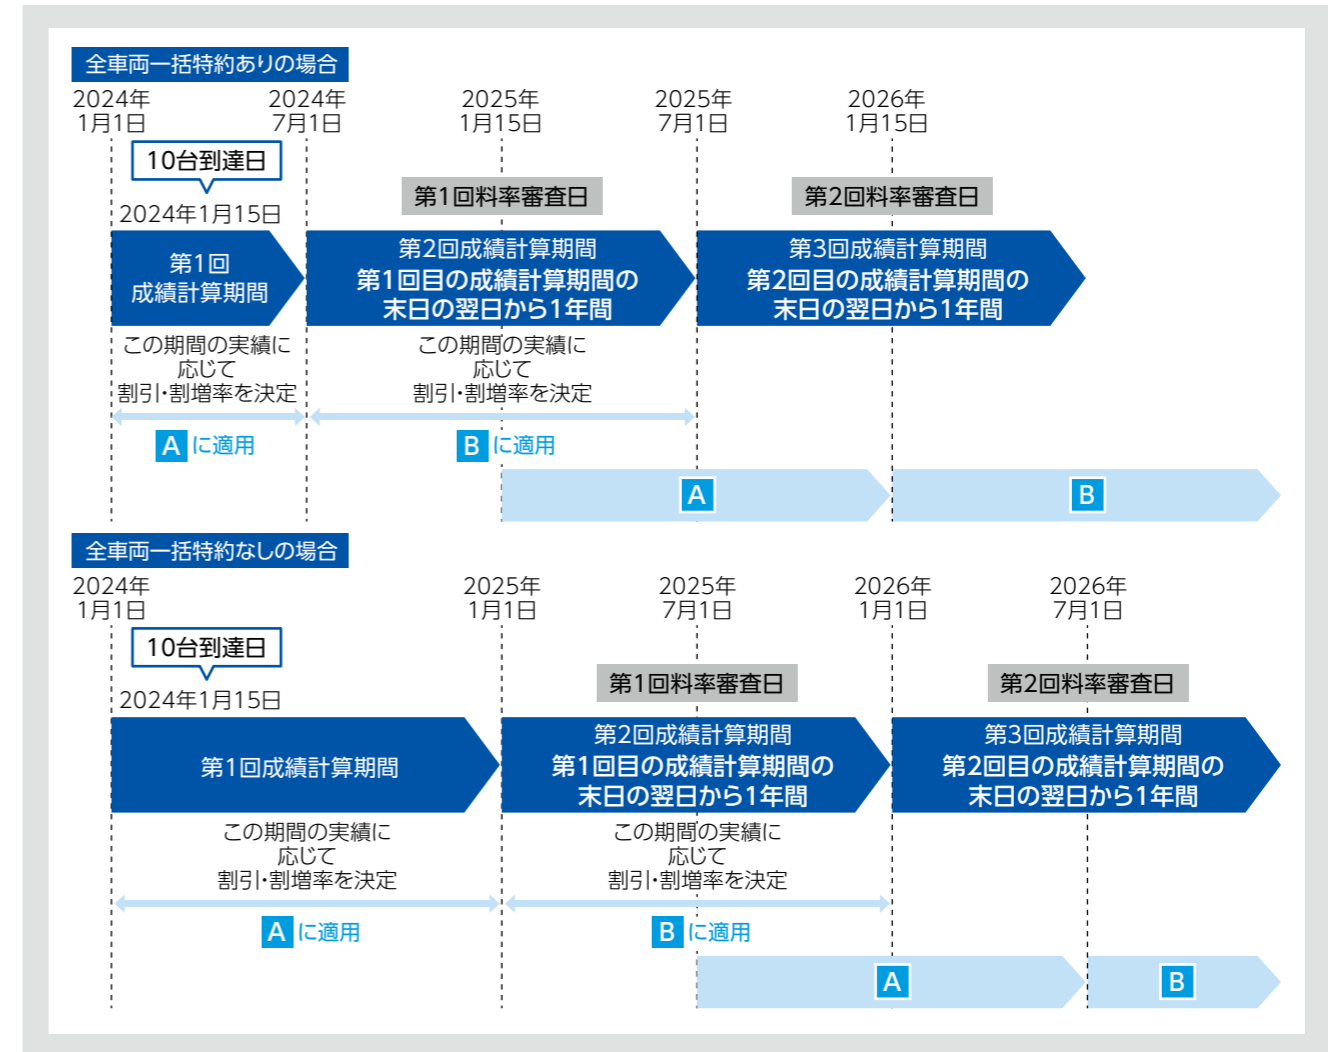 全車両一括特約ありの場合
2024年
1月1日
2024年
7月1日
2025年
1月15日
2025年
7月1日
2026年
1月15日
10台到達日
2024年1月15日
第1回料率審査日
第2回料率審査日
第1回
成績計算期間
第2回成績計算期間
第1回目の成績計算期間の
末日の翌日から1年間
第3回成績計算期間
第2回目の成績計算期間の
末日の翌日から1年間
この期間の実績に
応じて
割引・割増率を決定
この期間の実績に
応じて
割引・割増率を決定
A に適用
B に適用
A
B
全車両一括特約なしの場合
2024年
1月1日
2025年
1月1日
2025年
7月1日
2026年
1月1日
2026年
7月1日
10台到達日
2024年1月15日
第1回料率審査日
第2回料率審査日
第1回成績計算期間
第2回成績計算期間
第1回目の成績計算期間の
末日の翌日から1年間
第3回成績計算期間
第2回目の成績計算期間の
末日の翌日から1年間
この期間の実績に
応じて
割引・割増率を決定
この期間の実績に
応じて
割引・割増率を決定
A に適用
B に適用
A
B